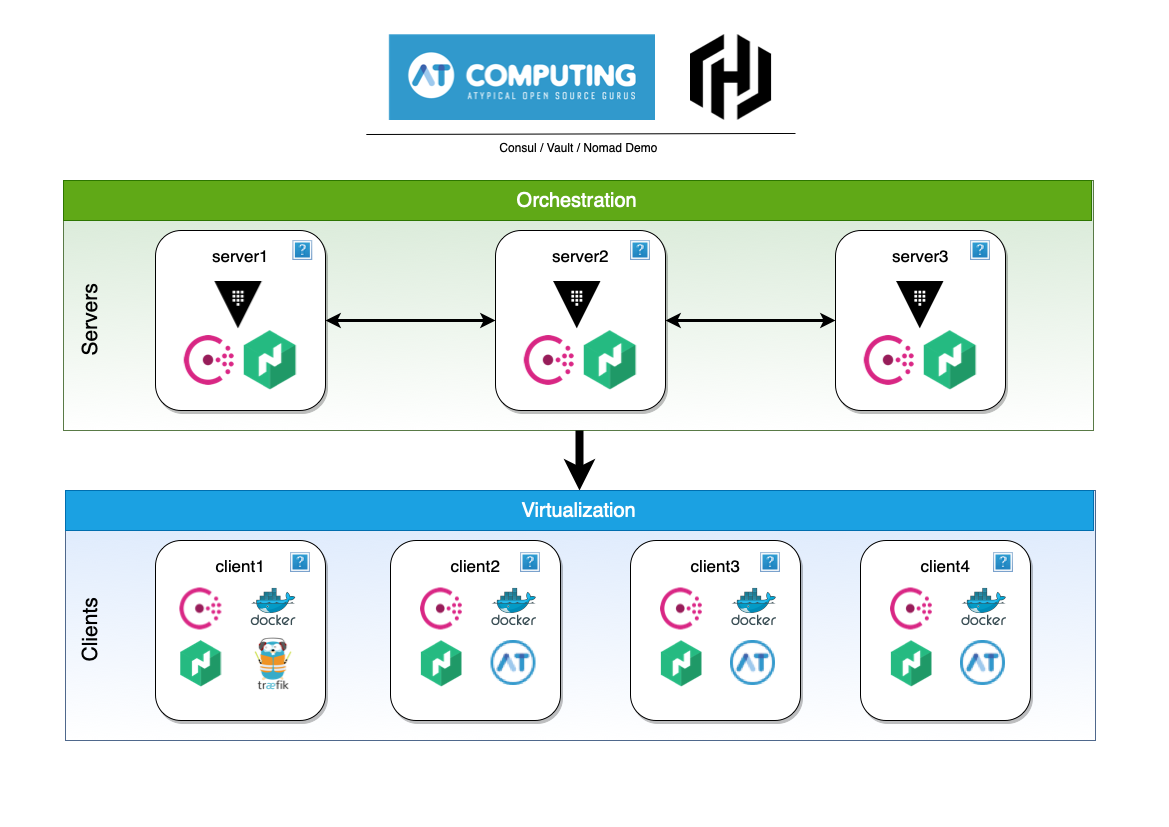 AT COMPUTING
ATYPICAL OPEN SOURCE GURUS
Consul / Vault / Nomad Demo
Orchestration
Servers
server1 ?
server2 ?
server3 ?
Virtualization
Clients
client1 ?
docker
træfik
client2 ?
docker
AT
client3 ?
docker
AT
client4 ?
docker
AT